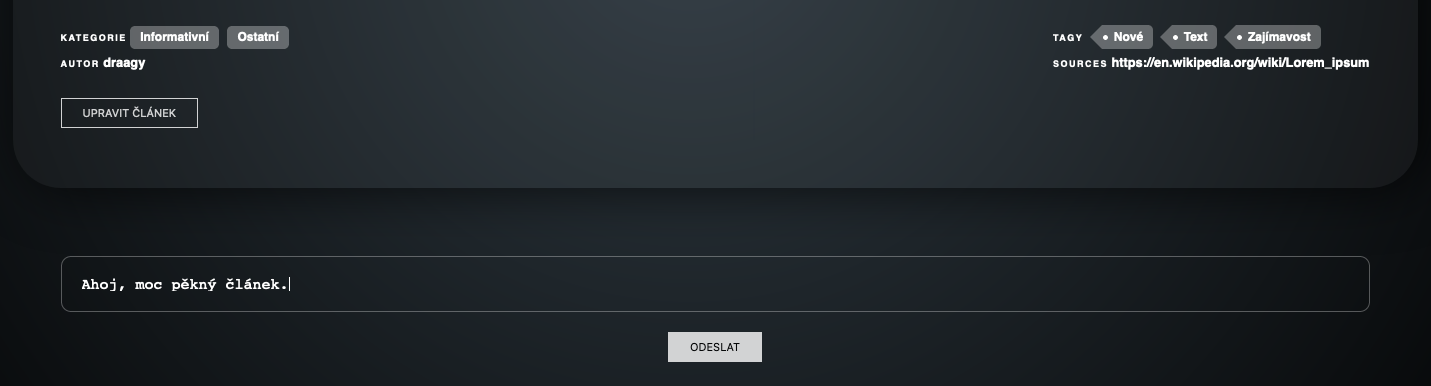 KATEGORIE Informativní Ostatní
AUTOR draagy
TAGY Nové Text Zajímavost
SOURCES https://en.wikipedia.org/wiki/Lorem_ipsum
UPRAVIT ČLÁNEK
Ahoj, moc pěkný článek.
ODESLAT